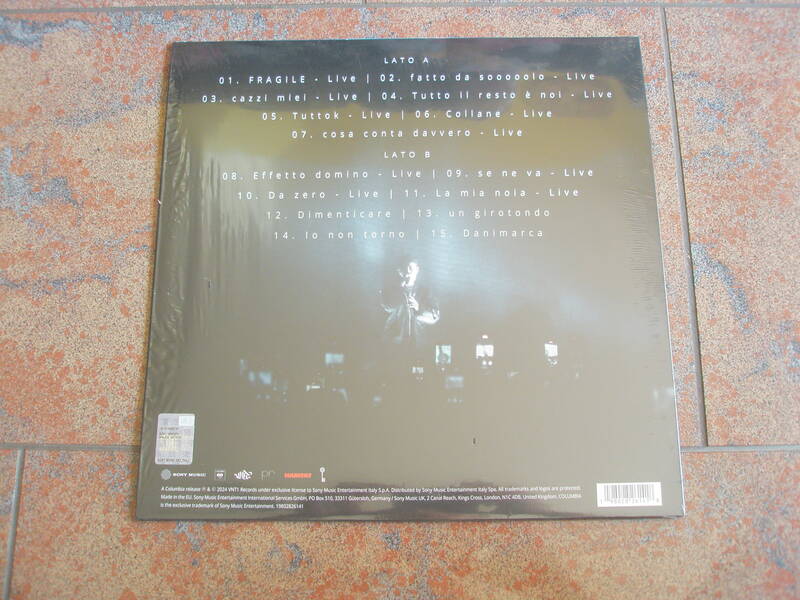 LATO A
01. FRAGILE - Live | 02. fatto da sooooolo - Live
03. cazzi miei - Live | 04. Tutto il resto è noi - Live
05. Tuttok - Live | 06. Collane - Live
07. cosa conta davvero - Live
LATO B
08. Effetto domino - Live | 09. se ne va - Live
10. Da zero - Live | 11. La mia noia - Live
12. Dimenticare | 13. un girotondo
14. Io non torno | 15. Danimarca
SONY MUSIC
A Columbia release ℗ & © 2024 VNT1 Records under exclusive license to Sony Music Entertainment Italy S.p.A. Distributed by Sony Music Entertainment Italy Spa. All trademarks and logos are protected.
Made in the EU. Sony Music Entertainment International Services GmbH, PO Box 510, 33311 Gütersloh, Germany / Sony Music UK, 2 Canal Reach, Kings Cross, London, N1C 4DB, United Kingdom. COLUMBIA
is the exclusive trademark of Sony Music Entertainment. 19802826141